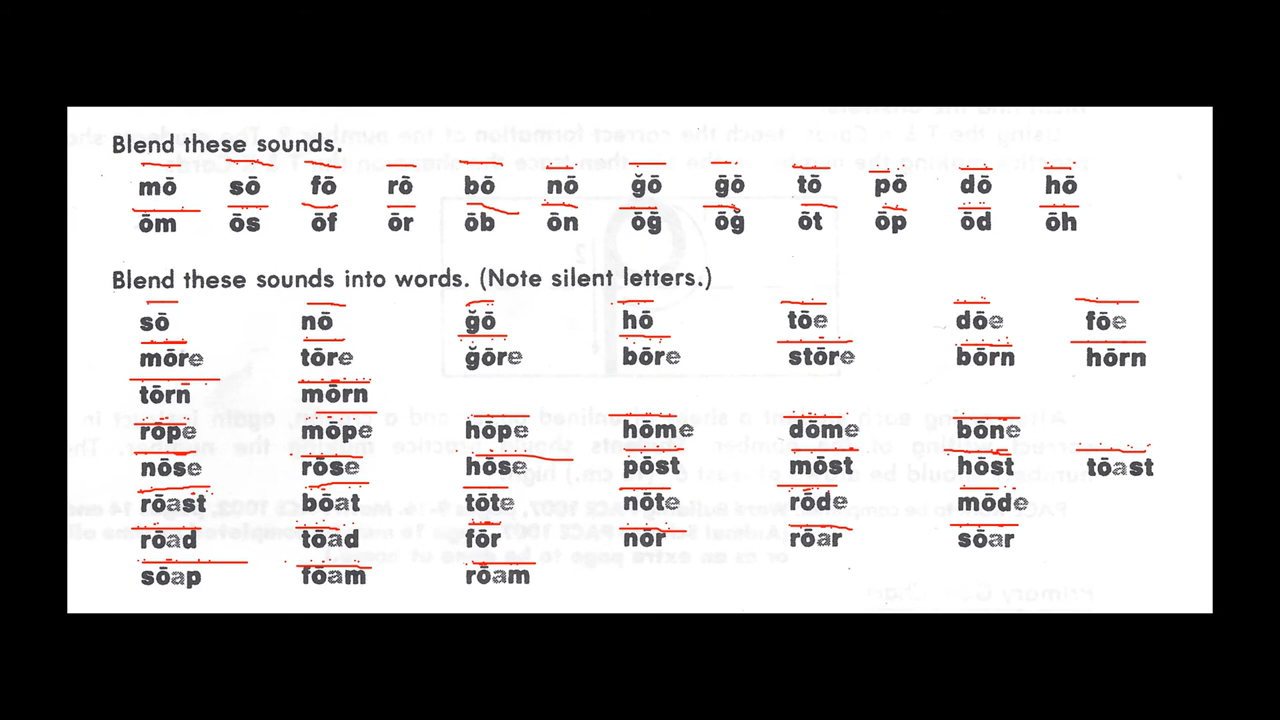 Blend these sounds.
mō sō fō rō bō nō ğō ḡō tō pō dō hō
ōm ōs ōf ōr ōb ōn ōğ ōḡ ōt ōp ōd ōh
Blend these sounds into words. (Note silent letters.)
sō nō ğō hō tōe dōe fōe
mōre tōre ğōre bōre stōre bōrn hōrn
tōrn mōrn
rōpe mōpe hōpe hōme dōme bōne
nōse rōse hōse pōst mōst hōst tōast
rōast bōat tōte nōte rōde mōde
rōad tōad fōr nōr rōar sōar
sōap fōam rōam